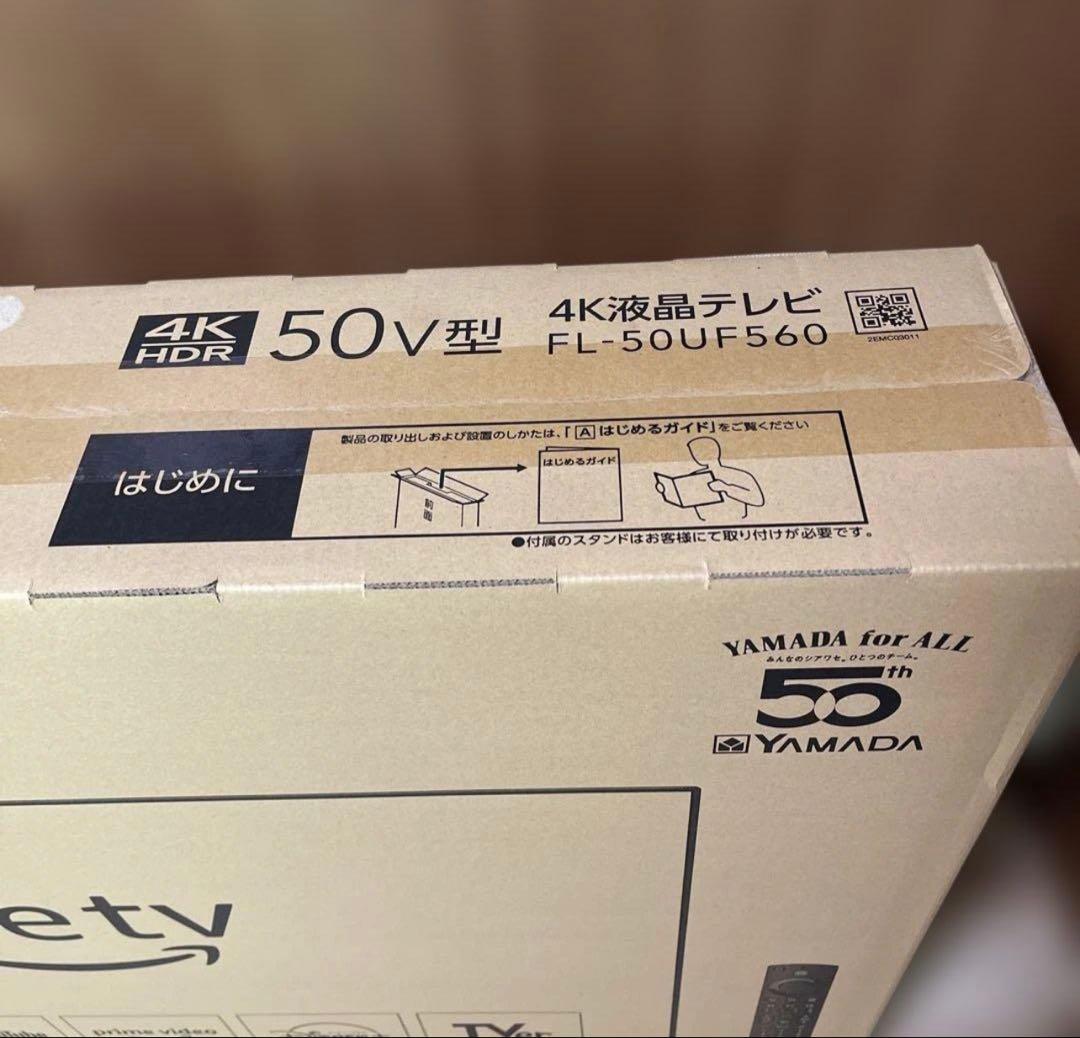 4K
HDR
50V型
4K液晶テレビ
FL-50UF560
2EMC03011
はじめに
製品の取り出しおよび設置のしかたは、「Aはじめるガイド」をご覧ください
はじめるガイド
前面
●付属のスタンドはお客様にて取り付けが必要です。
YAMADA for ALL
みんなのシアワセ。ひとつのチーム。
50th
YAMADA
ety
prime video
TVer